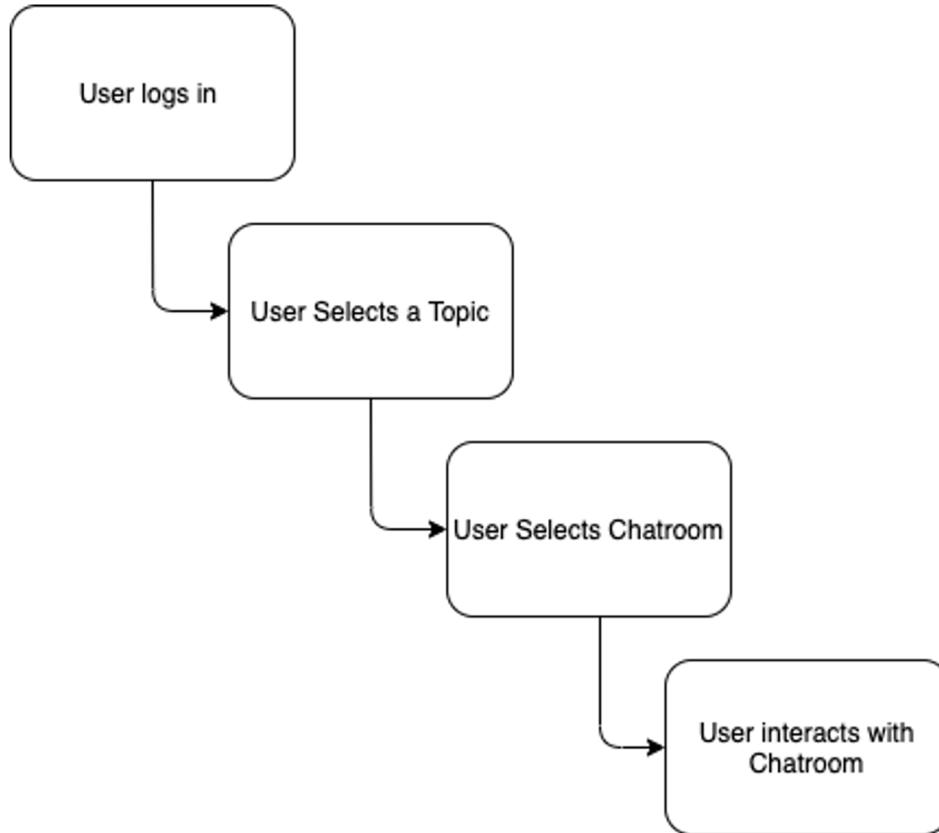 User logs in
User Selects a Topic
User Selects Chatroom
User interacts with
Chatroom